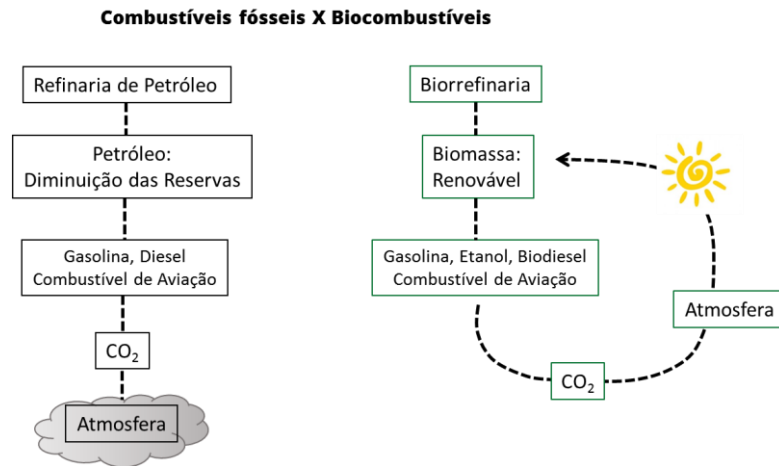 Combustíveis fósseis X Biocombustíveis
Refinaria de Petróleo
Petróleo:
Diminuição das Reservas
Gasolina, Diesel
Combustível de Aviação
CO₂
Atmosfera
Biorrefinaria
Biomassa:
Renovável
Gasolina, Etanol, Biodiesel
Combustível de Aviação
CO₂
Atmosfera